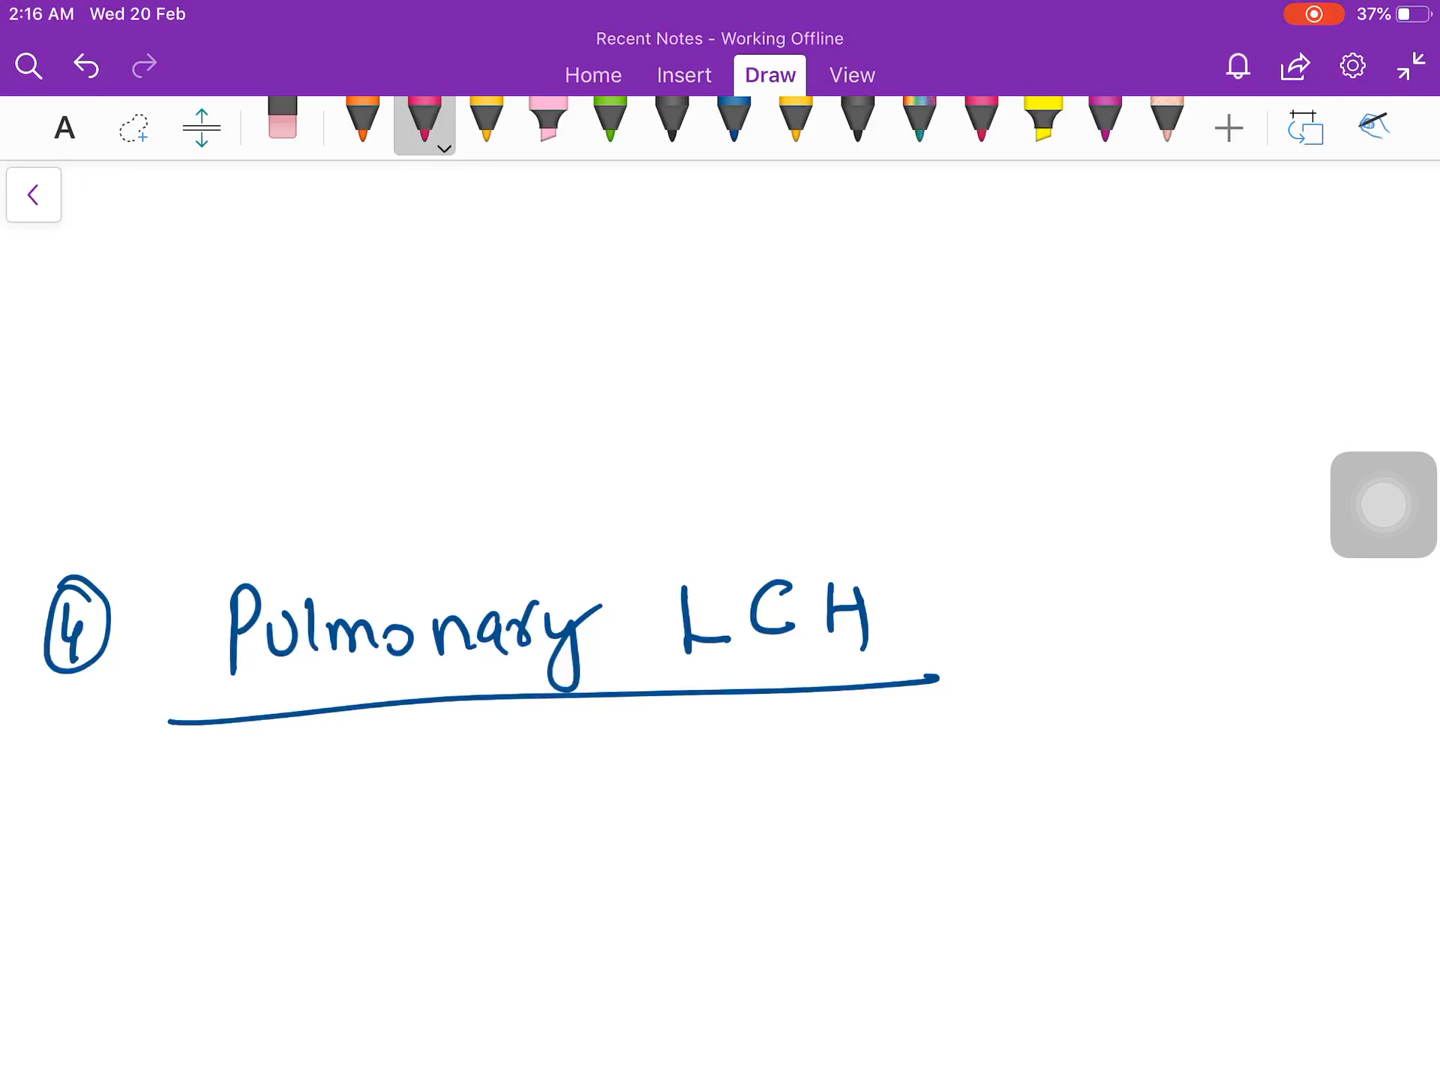 2:16 AM Wed 20 Feb 37%
Recent Notes - Working Offline
Home Insert Draw View
A
4 Pulmonary LCH